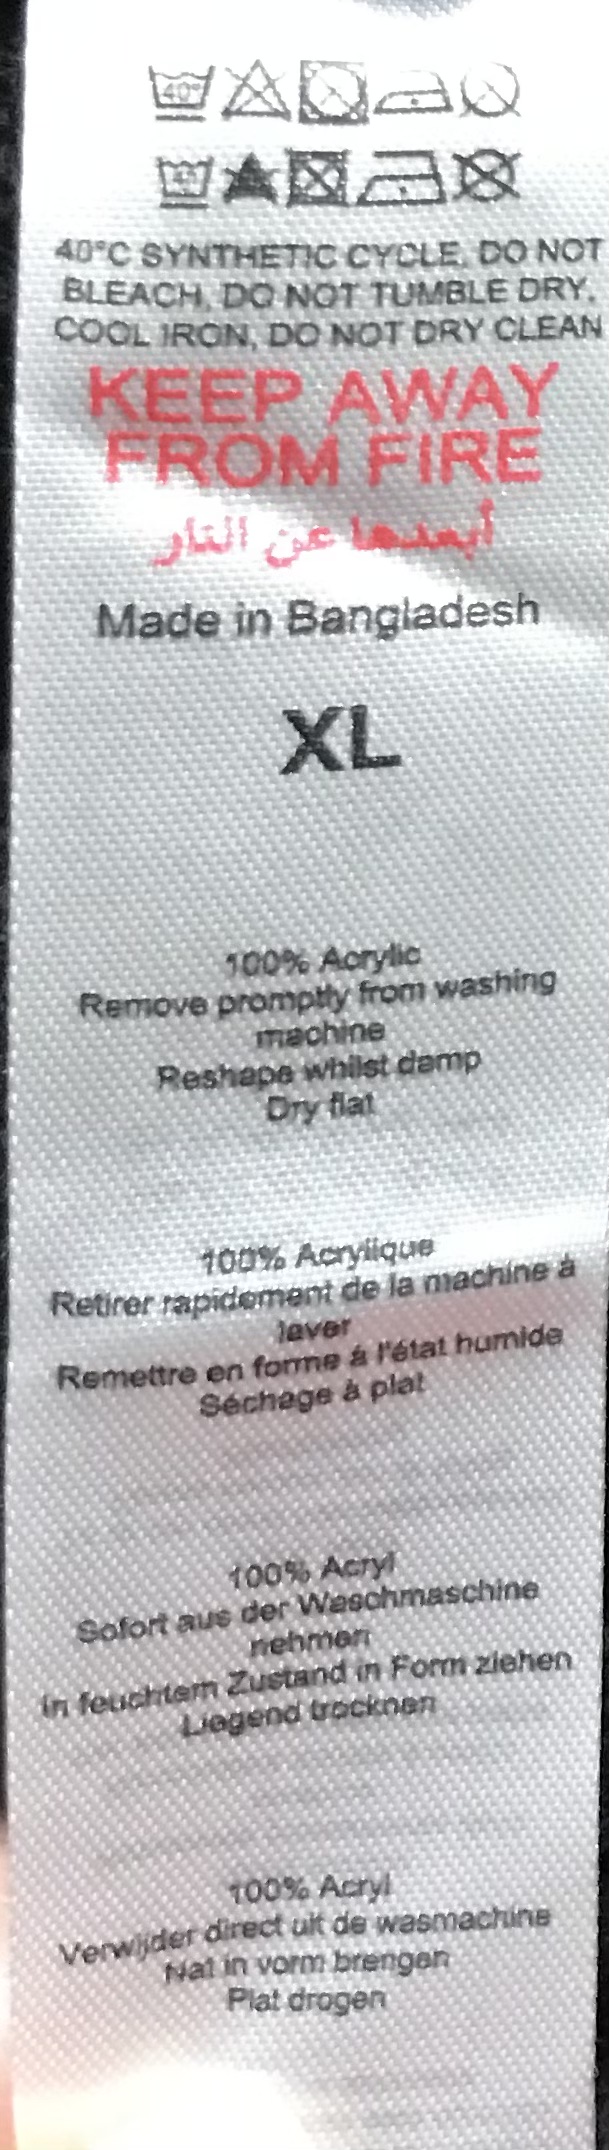 40°
40
40°C SYNTHETIC CYCLE, DO NOT
BLEACH, DO NOT TUMBLE DRY,
COOL IRON, DO NOT DRY CLEAN
KEEP AWAY
FROM FIRE
أبعدها عن النار
Made in Bangladesh
XL
100% Acrylic
Remove promptly from washing
machine
Reshape whilst damp
Dry flat
100% Acrylique
Retirer rapidement de la machine à
laver
Remettre en forme à l'état humide
Séchage à plat
100% Acryl
Sofort aus der Waschmaschine
nehmen
In feuchtem Zustand in Form ziehen
Liegend trocknen
100% Acryl
Verwijder direct uit de wasmachine
Nat in vorm brengen
Plat drogen